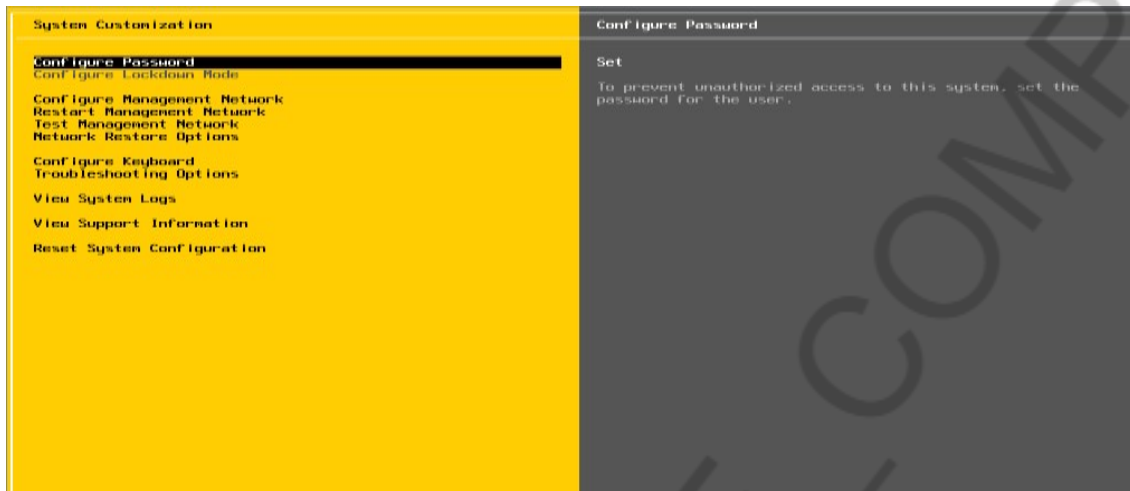 System Customization
Configure Password
Configure Lockdown Mode
Configure Management Network
Restart Management Network
Test Management Network
Network Restore Options
Configure Keyboard
Troubleshooting Options
View System Logs
View Support Information
Reset System Configuration
Configure Password
Set
To prevent unauthorized access to this system, set the
password for the user.
COMP